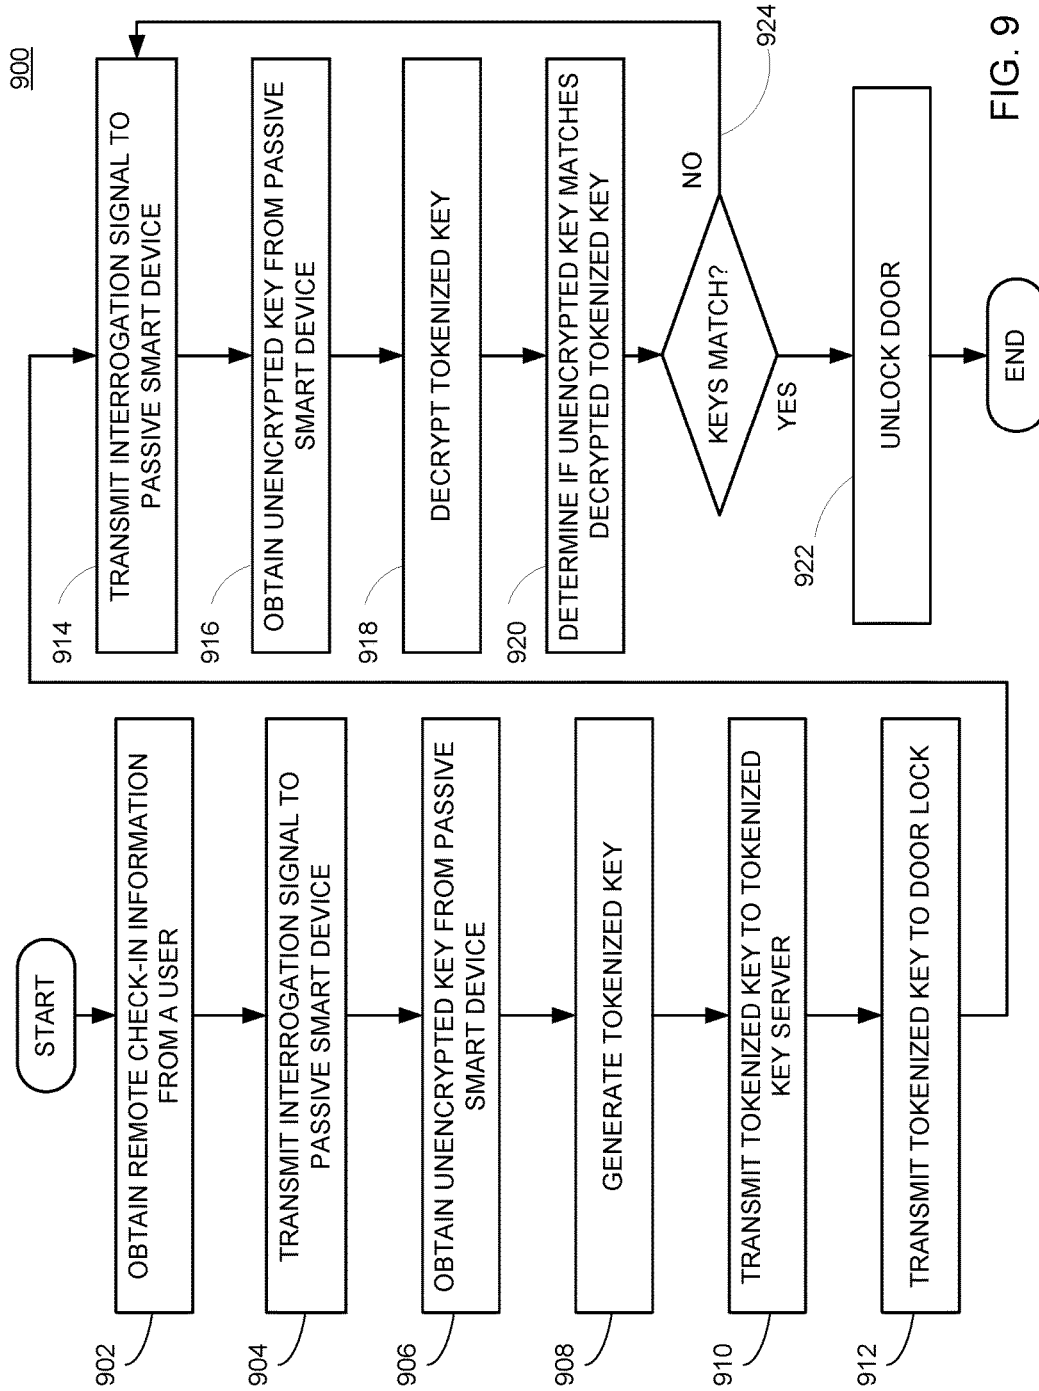 900
START
902
OBTAIN REMOTE CHECK-IN INFORMATION
FROM A USER
904
TRANSMIT INTERROGATION SIGNAL TO
PASSIVE SMART DEVICE
906
OBTAIN UNENCRYPTED KEY FROM PASSIVE
SMART DEVICE
908
GENERATE TOKENIZED KEY
910
TRANSMIT TOKENIZED KEY TO TOKENIZED
KEY SERVER
912
TRANSMIT TOKENIZED KEY TO DOOR LOCK
914
TRANSMIT INTERROGATION SIGNAL TO
PASSIVE SMART DEVICE
916
OBTAIN UNENCRYPTED KEY FROM PASSIVE
SMART DEVICE
918
DECRYPT TOKENIZED KEY
920
DETERMINE IF UNENCRYPTED KEY MATCHES
DECRYPTED TOKENIZED KEY
KEYS MATCH?
NO
924
YES
922
UNLOCK DOOR
END
FIG. 9